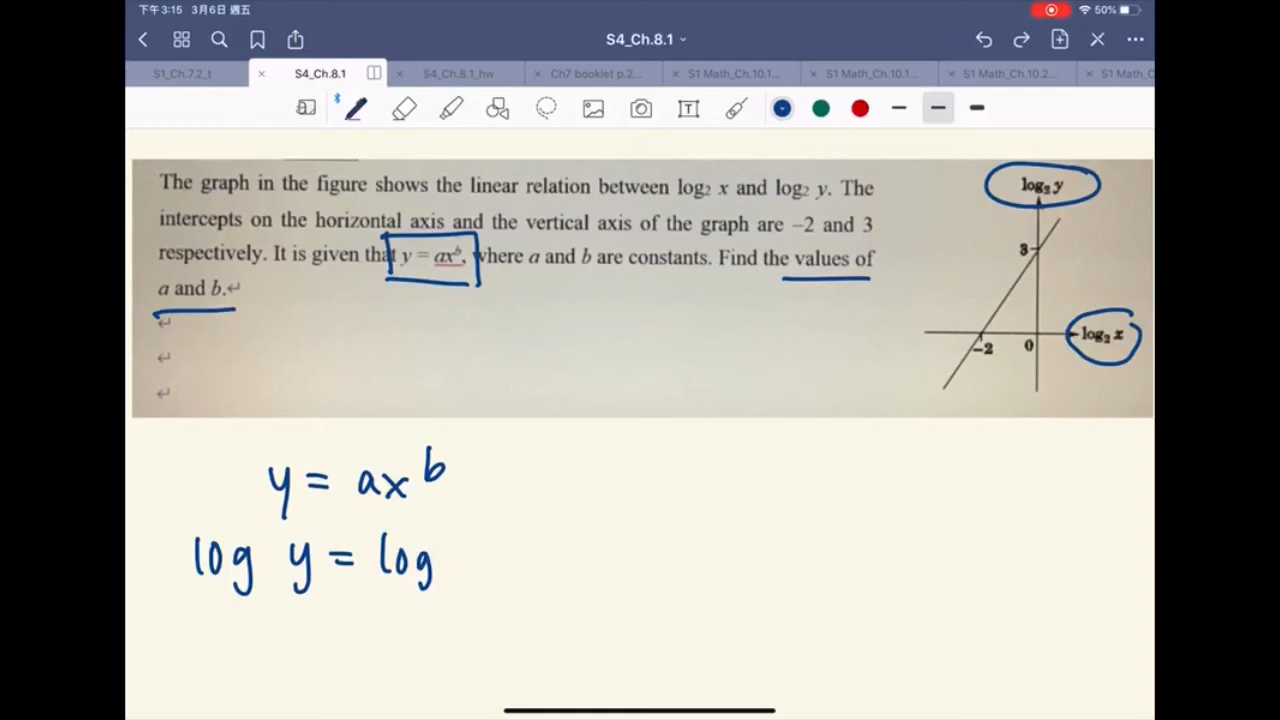 下午 3:15 3月6日 週五
50%
S4_Ch.8.1
S1_Ch.7.2_t
S4_Ch.8.1
S4_Ch.8.1_hw
Ch7 booklet p.2...
S1 Math_Ch.10.1...
S1 Math_Ch.10.1...
S1 Math_Ch.10.2...
S1 Math_C
The graph in the figure shows the linear relation between log₂ x and log₂ y. The
intercepts on the horizontal axis and the vertical axis of the graph are −2 and 3
respectively. It is given that y = axᵇ, where a and b are constants. Find the values of
a and b.↵
↵
↵
↵
log₂ y
3
log₂ x
−2
0
y = axᵇ
log y = log